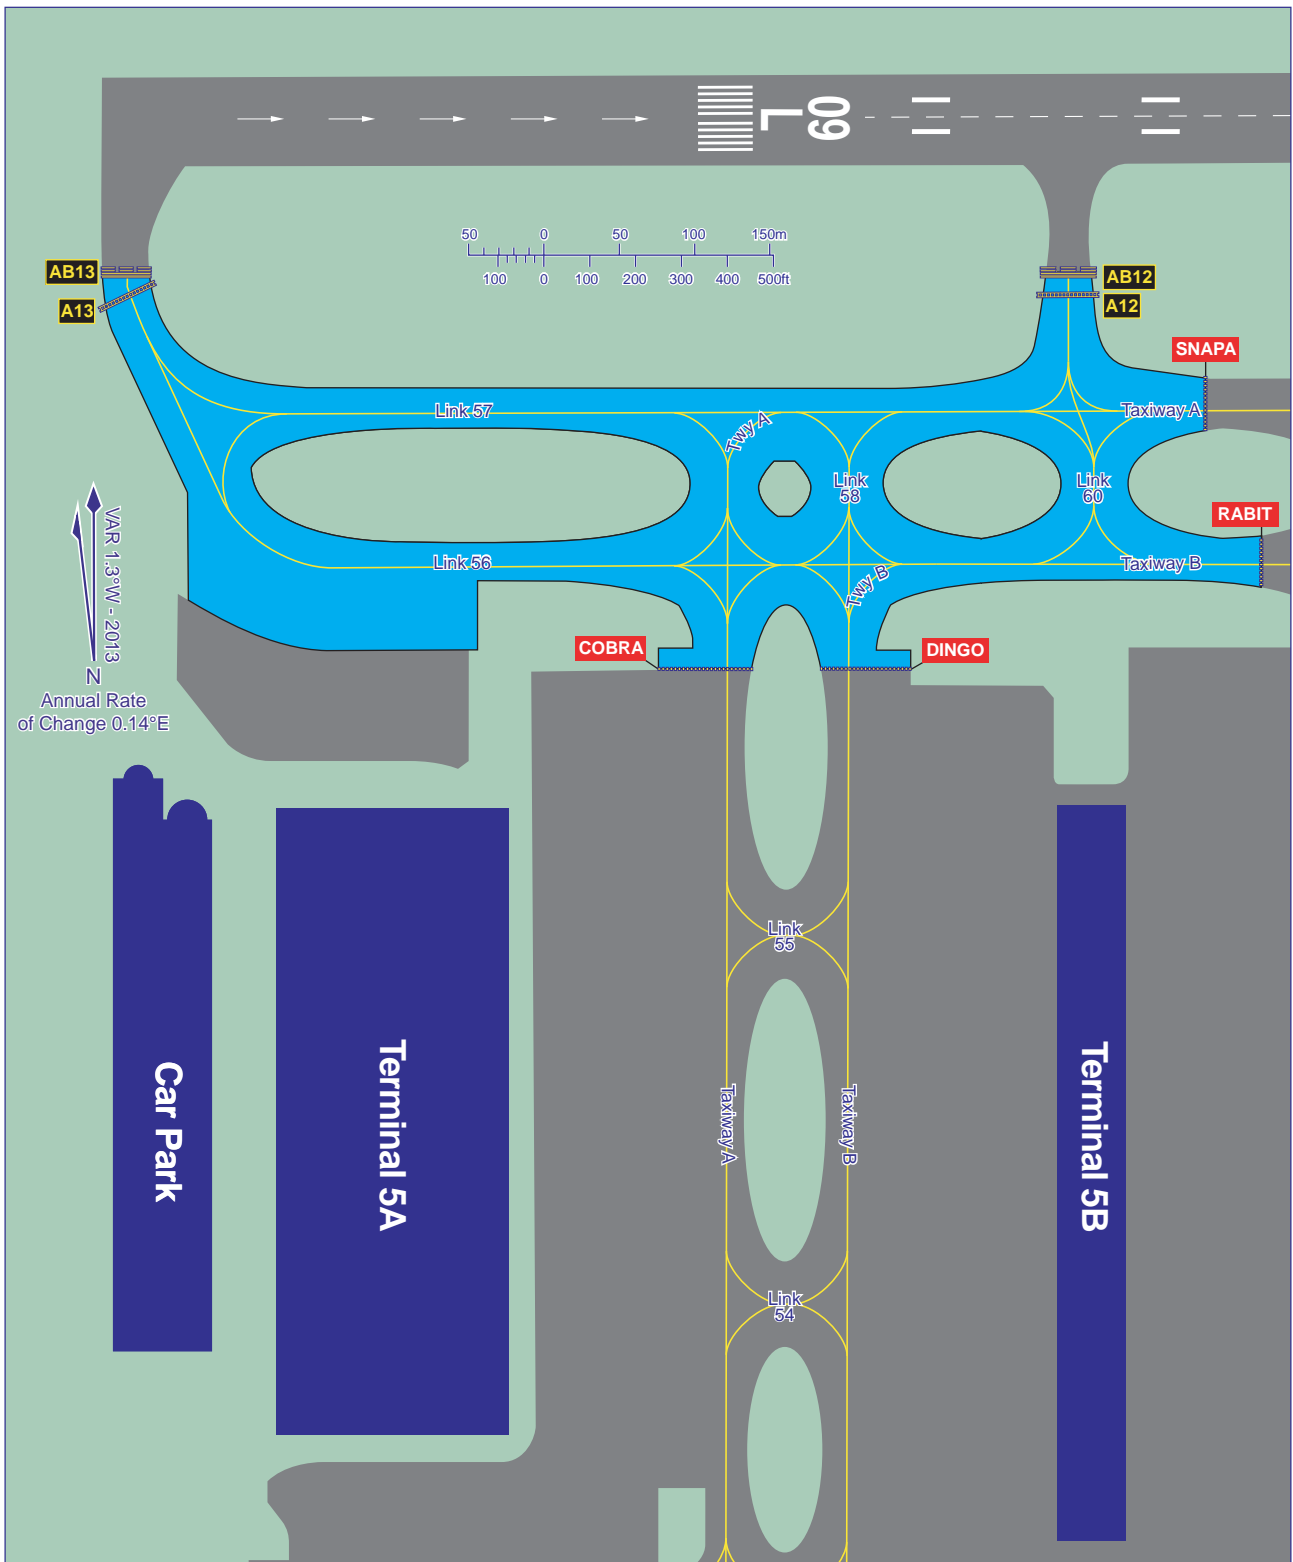 09
L
50 0 50 100 150m
100 0 100 200 300 400 500ft
AB13
A13
AB12
A12
SNAPA
Link 57
Twy A
Taxiway A
Link
58
Link
60
RABIT
VAR 1.3°W - 2013
N
Annual Rate
of Change 0.14°E
Link 56
Twy B
Taxiway B
COBRA
DINGO
Link
55
Car Park
Terminal 5A
Taxiway A
Taxiway B
Terminal 5B
Link
54